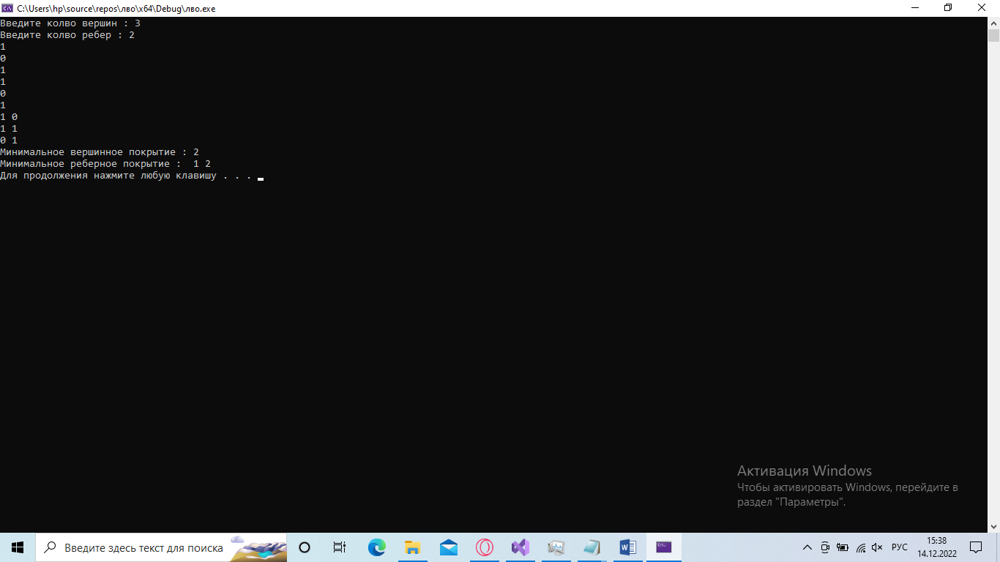 C:\Users\hp\source\repos\лво\x64\Debug\лво.exe
Введите колво вершин : 3
Введите колво ребер : 2
1
0
1
1
0
1
1 0
1 1
0 1
Минимальное вершинное покрытие : 2
Минимальное реберное покрытие :  1 2
Для продолжения нажмите любую клавишу . . .
Активация Windows
Чтобы активировать Windows, перейдите в
раздел "Параметры".
Введите здесь текст для поиска
РУС
15:38
14.12.2022